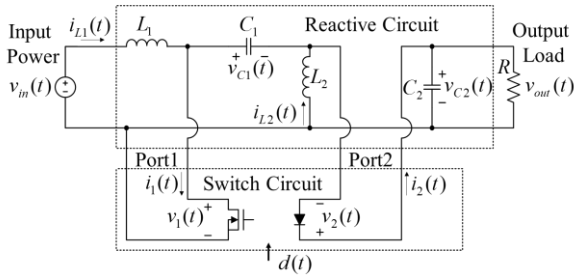 Input Power
i_{L1}(t)
L_1
C_1
Reactive Circuit
Output Load
v_{in}(t)
+ v_{C1}(t) -
L_2
i_{L2}(t)
C_2
+ v_{C2}(t) -
R
v_{out}(t)
Port1
Port2
i_1(t)
Switch Circuit
i_2(t)
v_1(t) + -
- v_2(t) +
d(t)